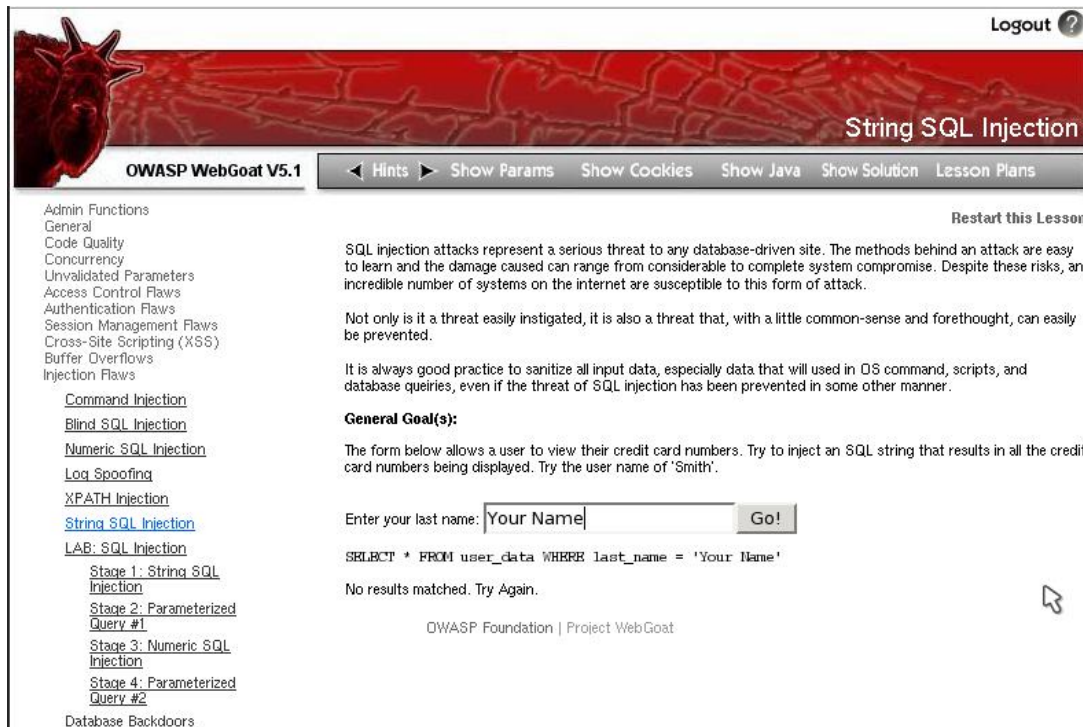 Logout ?
String SQL Injection
OWASP WebGoat V5.1
Hints Show Params Show Cookies Show Java Show Solution Lesson Plans
Admin Functions
General
Code Quality
Concurrency
Unvalidated Parameters
Access Control Flaws
Authentication Flaws
Session Management Flaws
Cross-Site Scripting (XSS)
Buffer Overflows
Injection Flaws
Command Injection
Blind SQL Injection
Numeric SQL Injection
Log Spoofing
XPATH Injection
String SQL Injection
LAB: SQL Injection
Stage 1: String SQL
Injection
Stage 2: Parameterized
Query #1
Stage 3: Numeric SQL
Injection
Stage 4: Parameterized
Query #2
Database Backdoors
Restart this Lesson
SQL injection attacks represent a serious threat to any database-driven site. The methods behind an attack are easy
to learn and the damage caused can range from considerable to complete system compromise. Despite these risks, an
incredible number of systems on the internet are susceptible to this form of attack.
Not only is it a threat easily instigated, it is also a threat that, with a little common-sense and forethought, can easily
be prevented.
It is always good practice to sanitize all input data, especially data that will used in OS command, scripts, and
database queiries, even if the threat of SQL injection has been prevented in some other manner.
General Goal(s):
The form below allows a user to view their credit card numbers. Try to inject an SQL string that results in all the credit
card numbers being displayed. Try the user name of 'Smith'.
Enter your last name: Your Name Go!
SELECT * FROM user_data WHERE last_name = 'Your Name'
No results matched. Try Again.
OWASP Foundation | Project WebGoat